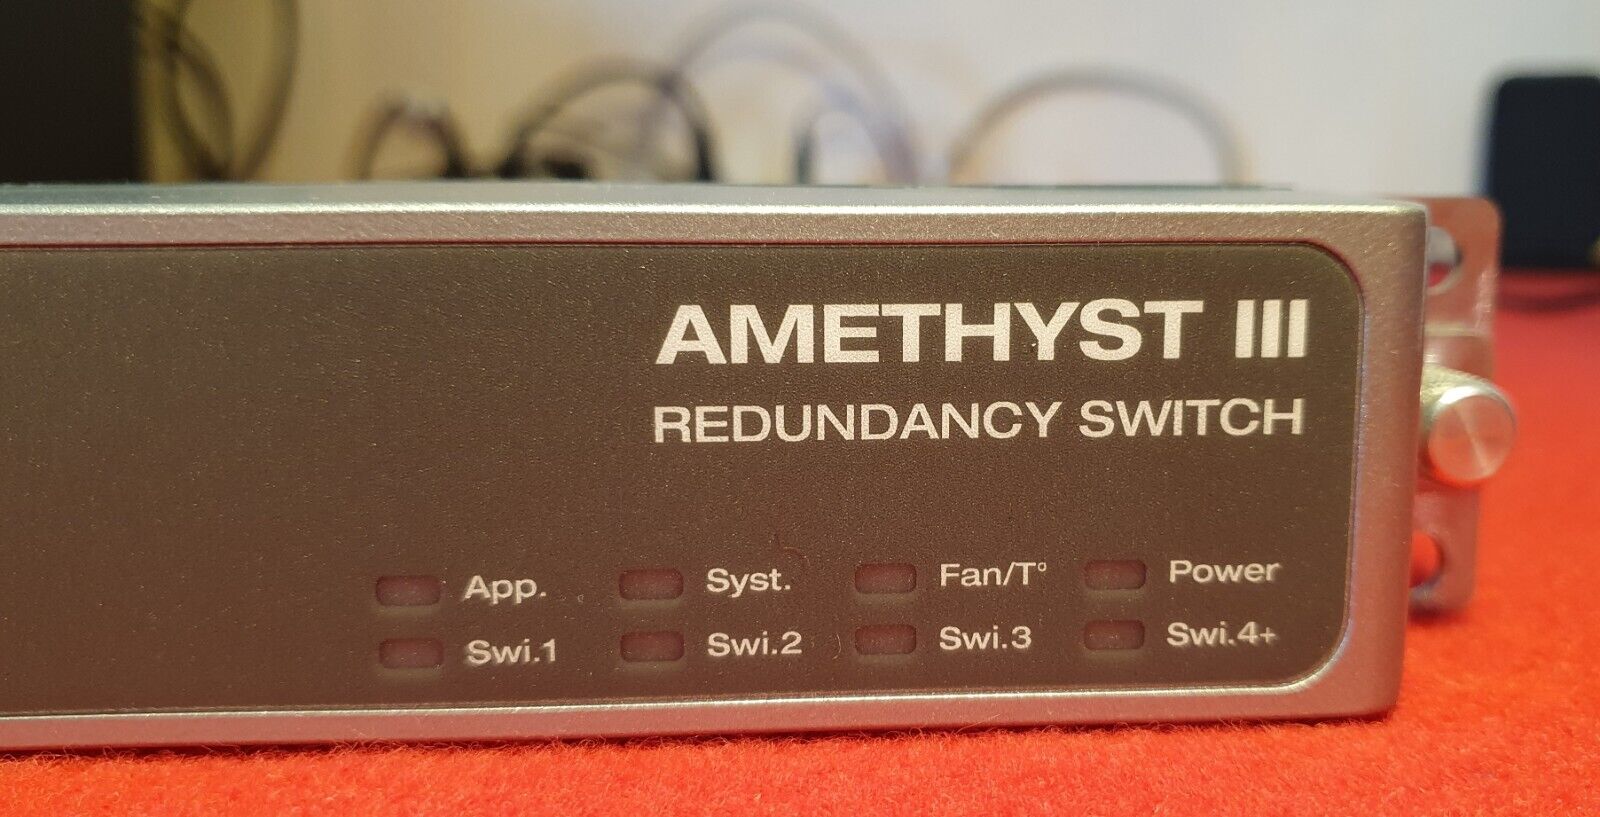 AMETHYST III
REDUNDANCY SWITCH
App. Syst. Fan/T° Power
Swi.1 Swi.2 Swi.3 Swi.4+